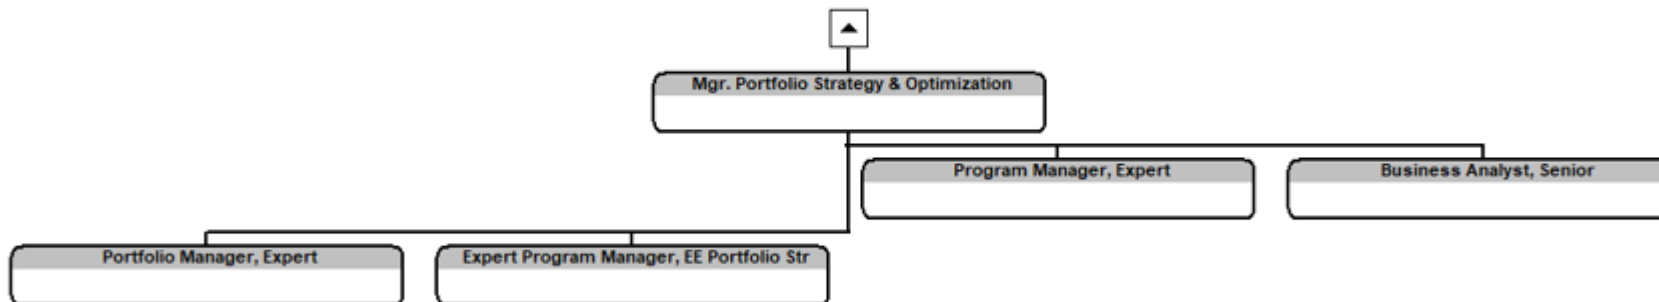 Mgr. Portfolio Strategy & Optimization
Program Manager, Expert
Business Analyst, Senior
Portfolio Manager, Expert
Expert Program Manager, EE Portfolio Str